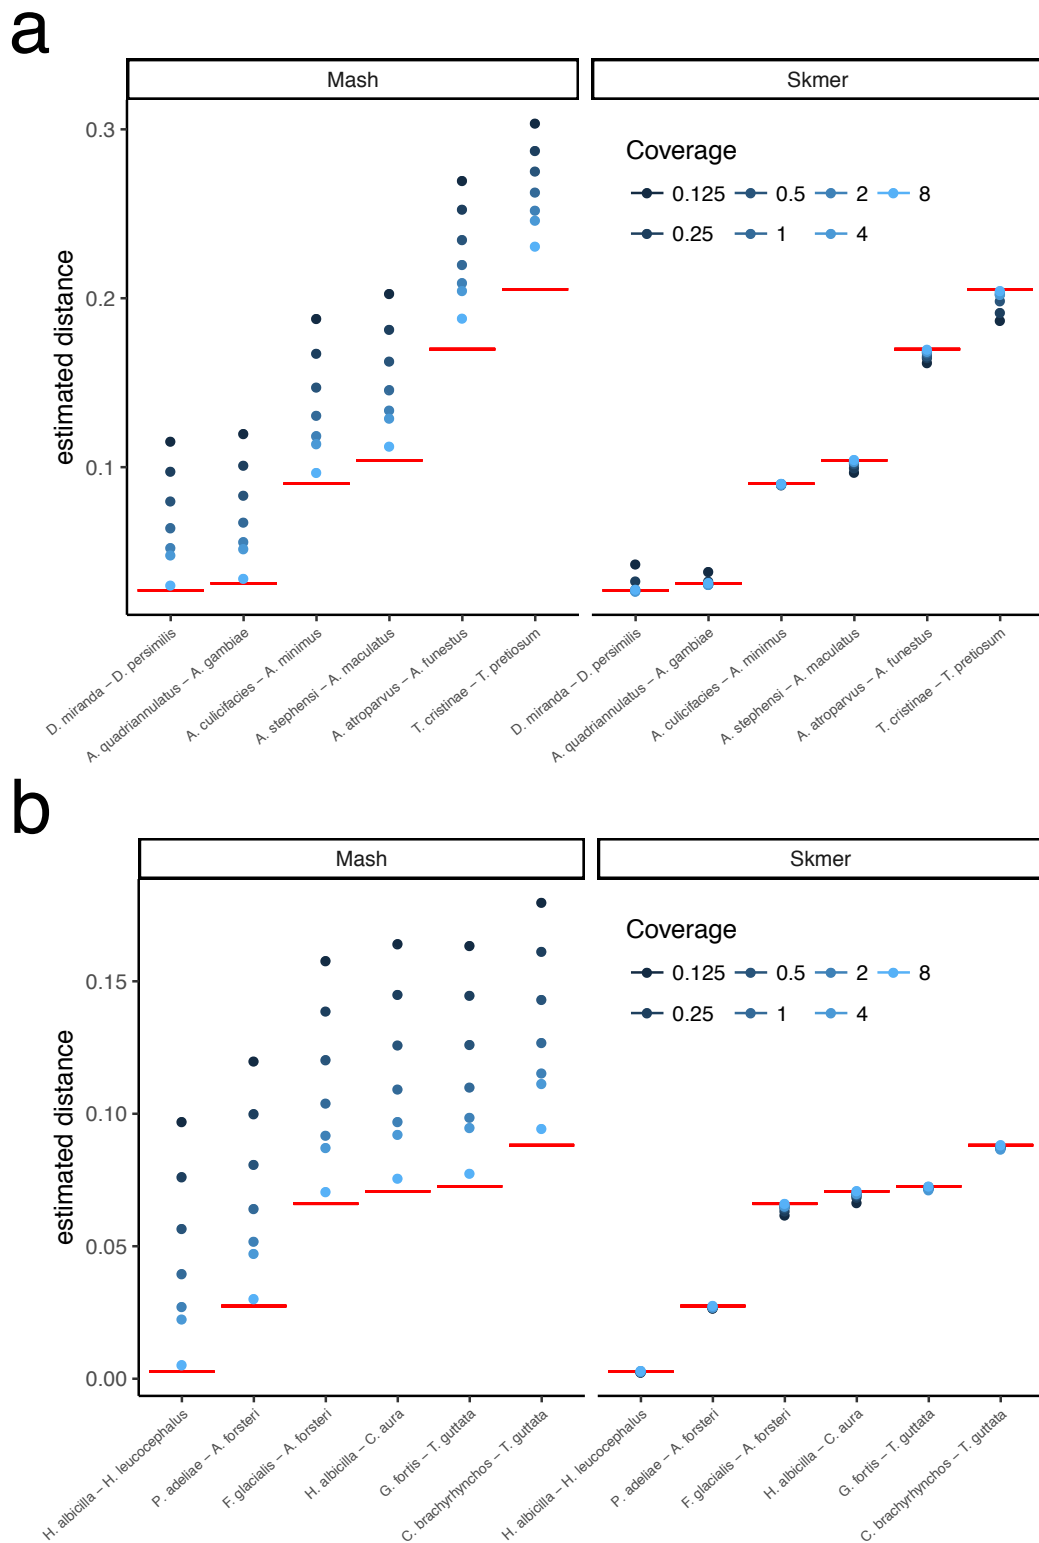 a
Mash
Skmer
estimated distance
0.3
0.2
0.1
Coverage
0.125
0.5
2
8
0.25
1
4
D. miranda – D. persimilis
A. quadriannulatus – A. gambiae
A. culicifacies – A. minimus
A. stephensi – A. maculatus
A. atroparvus – A. funestus
T. cristinae – T. pretiosum
D. miranda – D. persimilis
A. quadriannulatus – A. gambiae
A. culicifacies – A. minimus
A. stephensi – A. maculatus
A. atroparvus – A. funestus
T. cristinae – T. pretiosum
b
Mash
Skmer
estimated distance
0.15
0.10
0.05
0.00
Coverage
0.125
0.5
2
8
0.25
1
4
H. albicilla – H. leucocephalus
P. adeliae – A. forsteri
F. glacialis – A. forsteri
H. albicilla – C. aura
G. fortis – T. guttata
C. brachyrhynchos – T. guttata
H. albicilla – H. leucocephalus
P. adeliae – A. forsteri
F. glacialis – A. forsteri
H. albicilla – C. aura
G. fortis – T. guttata
C. brachyrhynchos – T. guttata